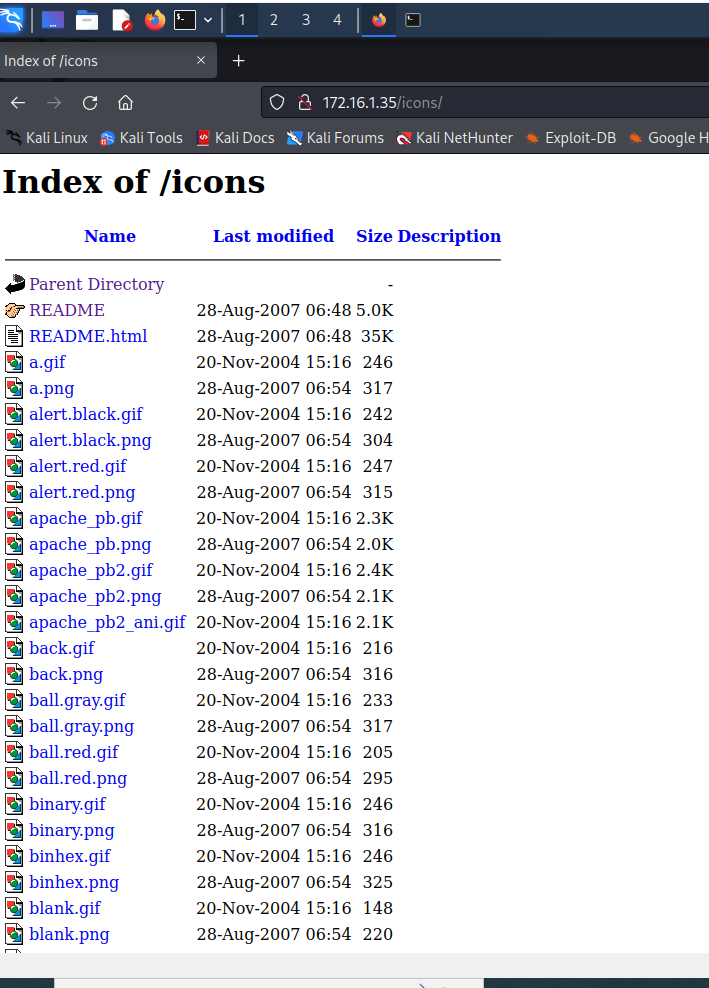 1 2 3 4
Index of /icons
172.16.1.35/icons/
Kali Linux Kali Tools Kali Docs Kali Forums Kali NetHunter Exploit-DB Google H
Index of /icons
Name Last modified Size Description
Parent Directory -
README 28-Aug-2007 06:48 5.0K
README.html 28-Aug-2007 06:48 35K
a.gif 20-Nov-2004 15:16 246
a.png 28-Aug-2007 06:54 317
alert.black.gif 20-Nov-2004 15:16 242
alert.black.png 28-Aug-2007 06:54 304
alert.red.gif 20-Nov-2004 15:16 247
alert.red.png 28-Aug-2007 06:54 315
apache_pb.gif 20-Nov-2004 15:16 2.3K
apache_pb.png 28-Aug-2007 06:54 2.0K
apache_pb2.gif 20-Nov-2004 15:16 2.4K
apache_pb2.png 28-Aug-2007 06:54 2.1K
apache_pb2_ani.gif 20-Nov-2004 15:16 2.1K
back.gif 20-Nov-2004 15:16 216
back.png 28-Aug-2007 06:54 316
ball.gray.gif 20-Nov-2004 15:16 233
ball.gray.png 28-Aug-2007 06:54 317
ball.red.gif 20-Nov-2004 15:16 205
ball.red.png 28-Aug-2007 06:54 295
binary.gif 20-Nov-2004 15:16 246
binary.png 28-Aug-2007 06:54 316
binhex.gif 20-Nov-2004 15:16 246
binhex.png 28-Aug-2007 06:54 325
blank.gif 20-Nov-2004 15:16 148
blank.png 28-Aug-2007 06:54 220